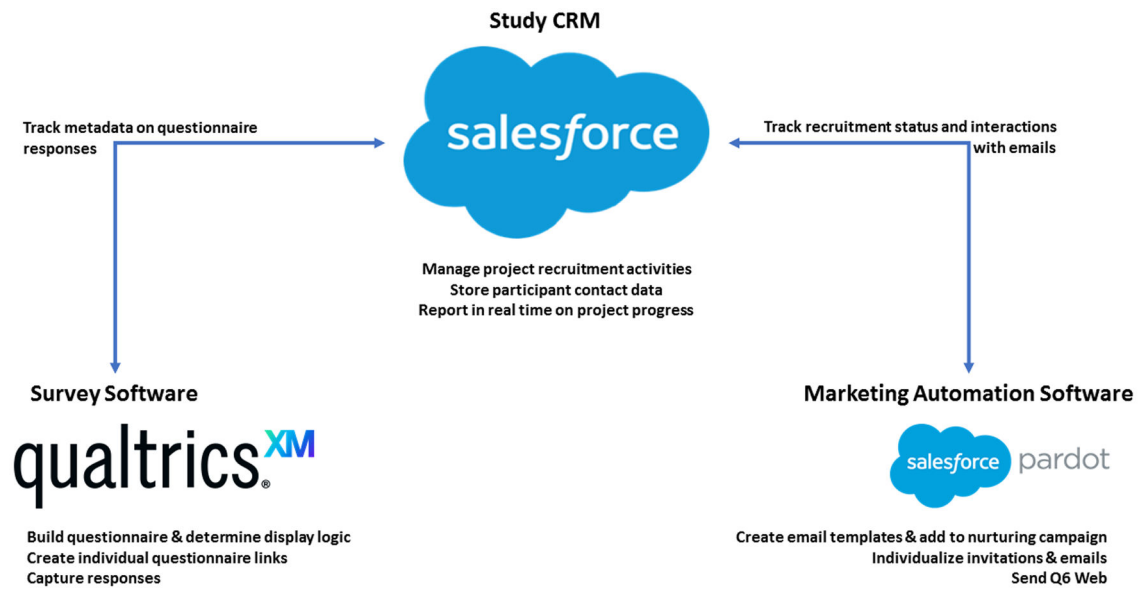 Study CRM
salesforce
Track metadata on questionnaire
responses
Track recruitment status and interactions
with emails
Manage project recruitment activities
Store participant contact data
Report in real time on project progress
Survey Software
qualtrics XM®
Build questionnaire & determine display logic
Create individual questionnaire links
Capture responses
Marketing Automation Software
salesforce pardot
Create email templates & add to nurturing campaign
Individualize invitations & emails
Send Q6 Web